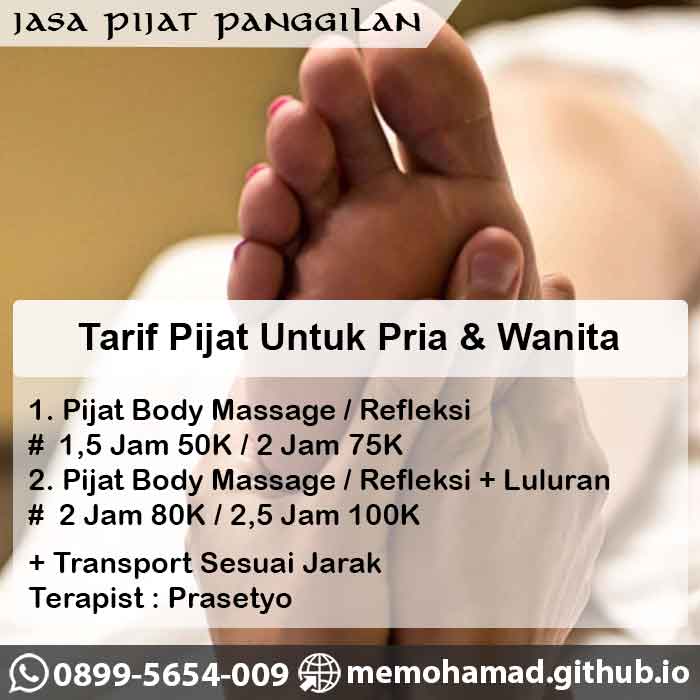 Jasa Pijat Panggilan
Tarif Pijat Untuk Pria & Wanita
1. Pijat Body Massage / Refleksi
# 1,5 Jam 50K / 2 Jam 75K
2. Pijat Body Massage / Refleksi + Luluran
# 2 Jam 80K / 2,5 Jam 100K
+ Transport Sesuai Jarak
Terapist : Prasetyo
0899-5654-009 memohamad.github.io